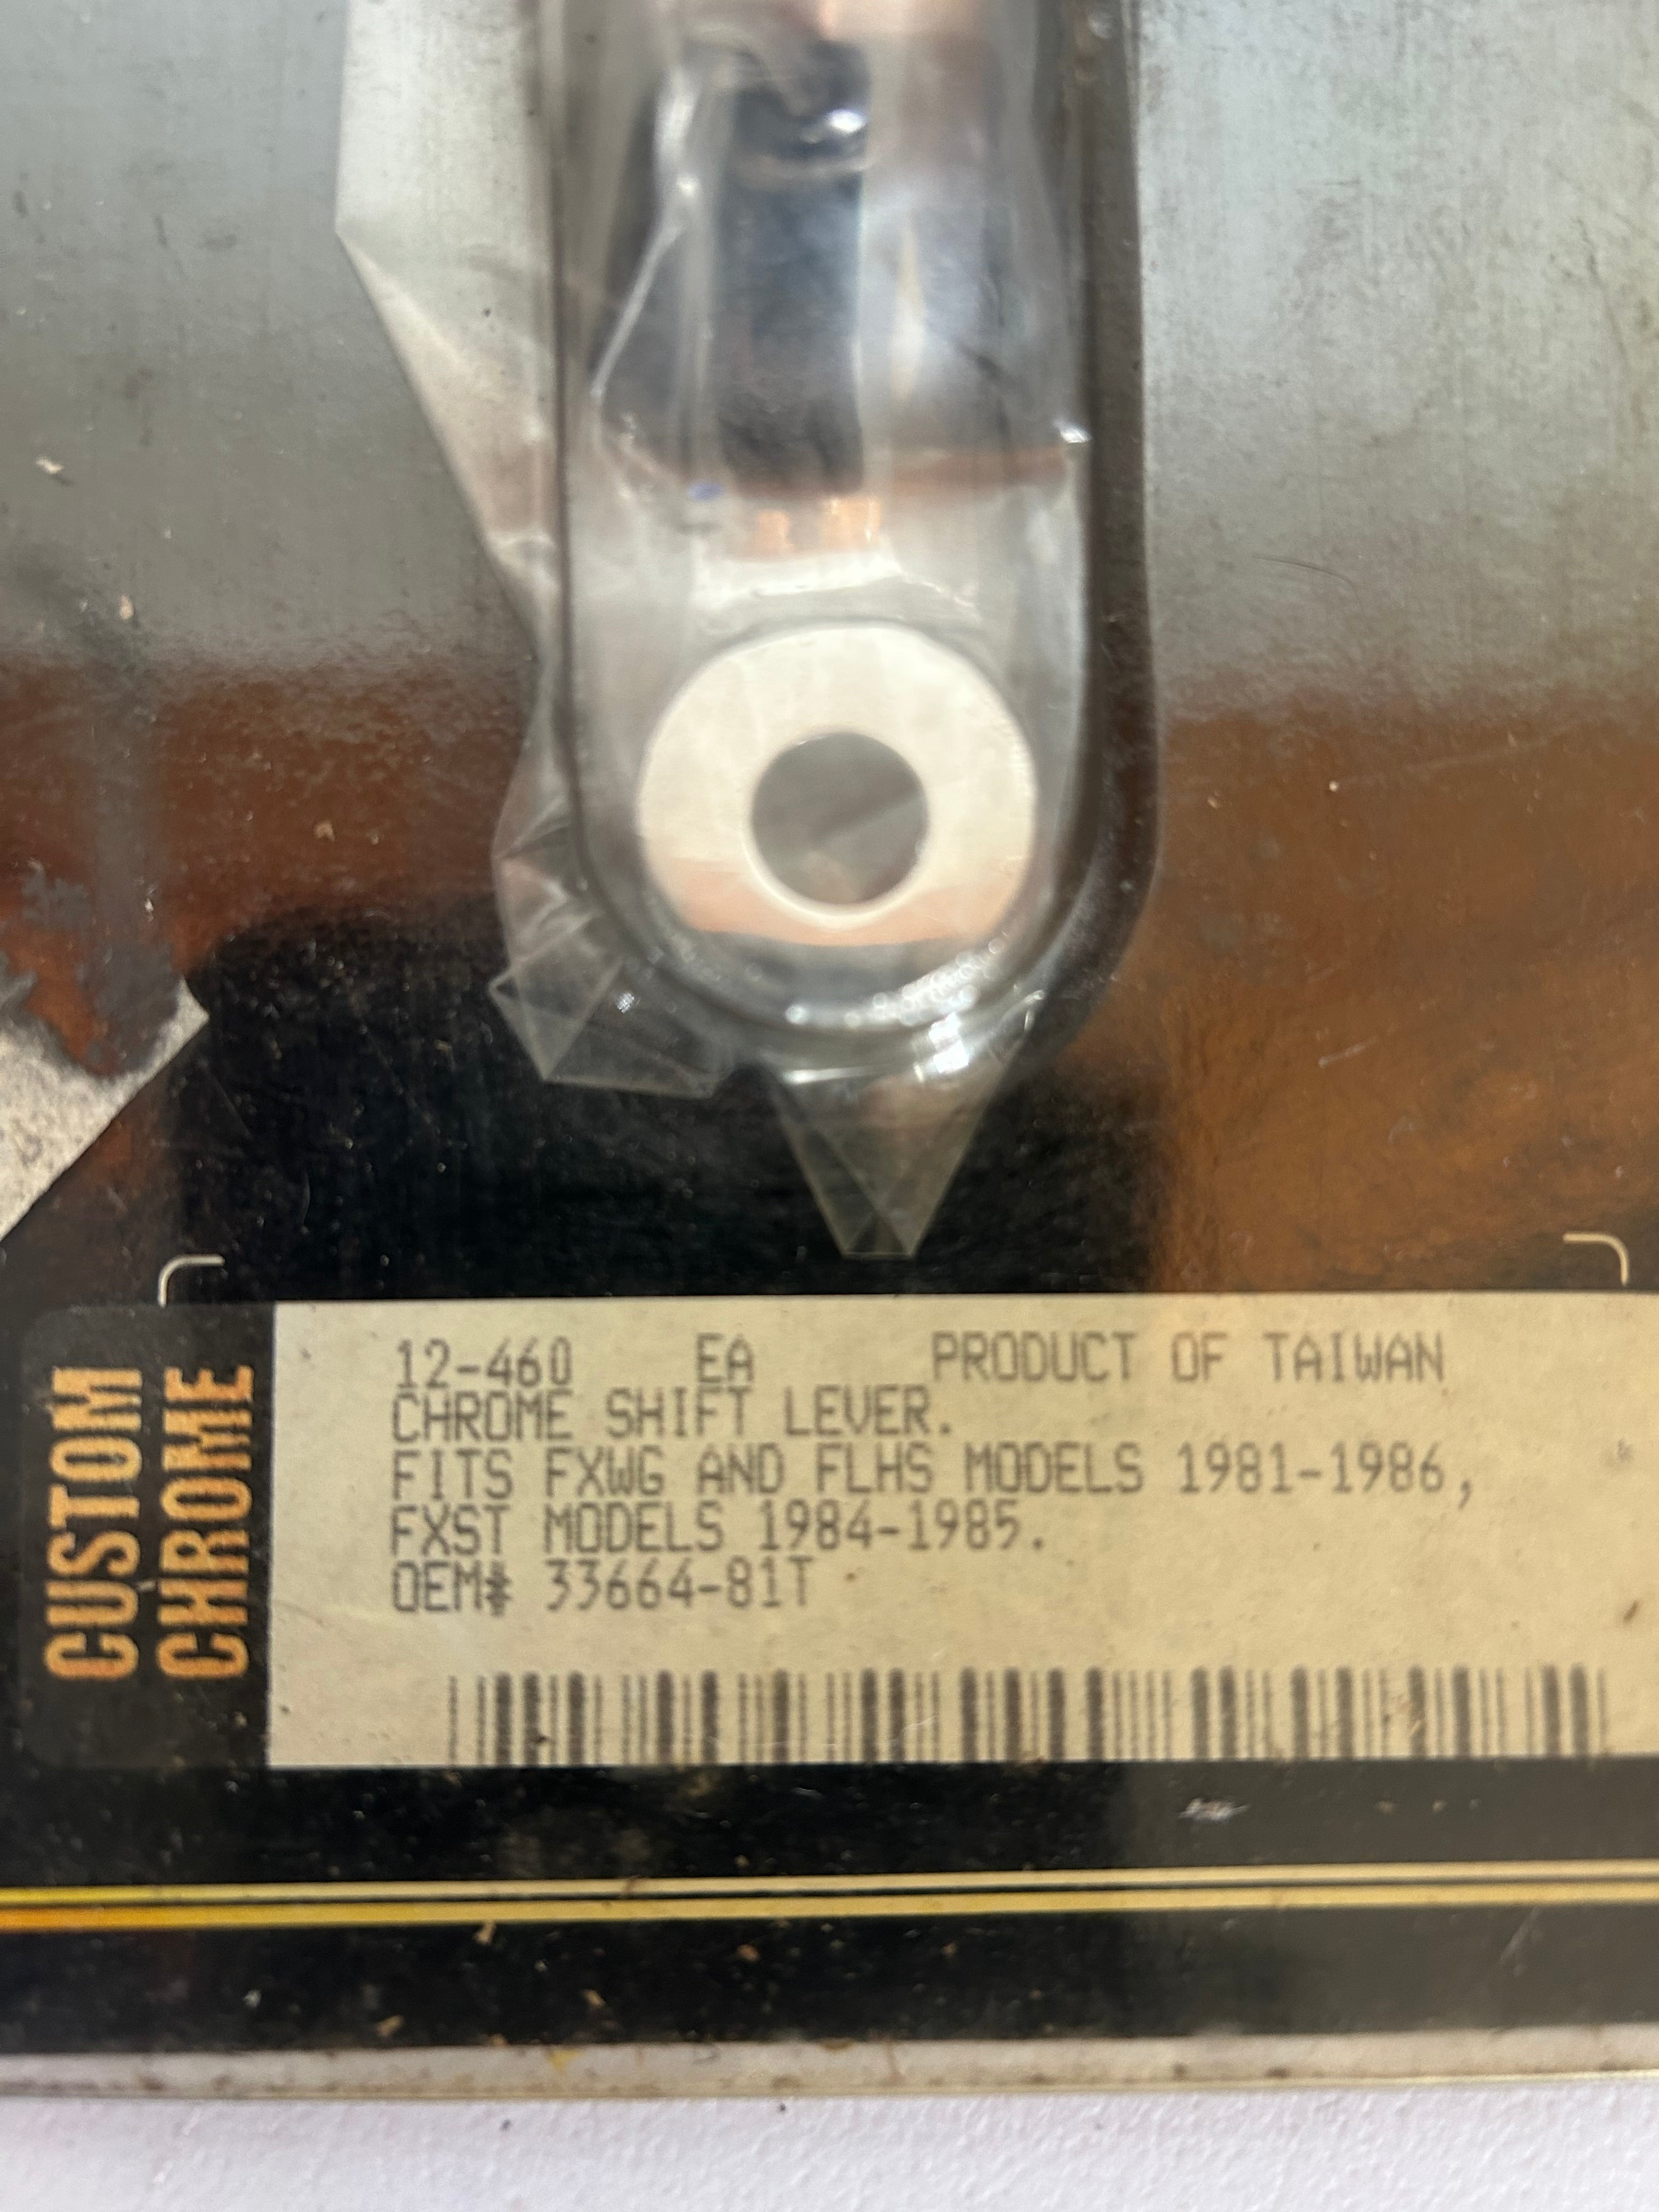 CUSTOM
CHROME
12-460 EA PRODUCT OF TAIWAN
CHROME SHIFT LEVER.
FITS FXWG AND FLHS MODELS 1981-1986,
FXST MODELS 1984-1985.
OEM# 33664-81T